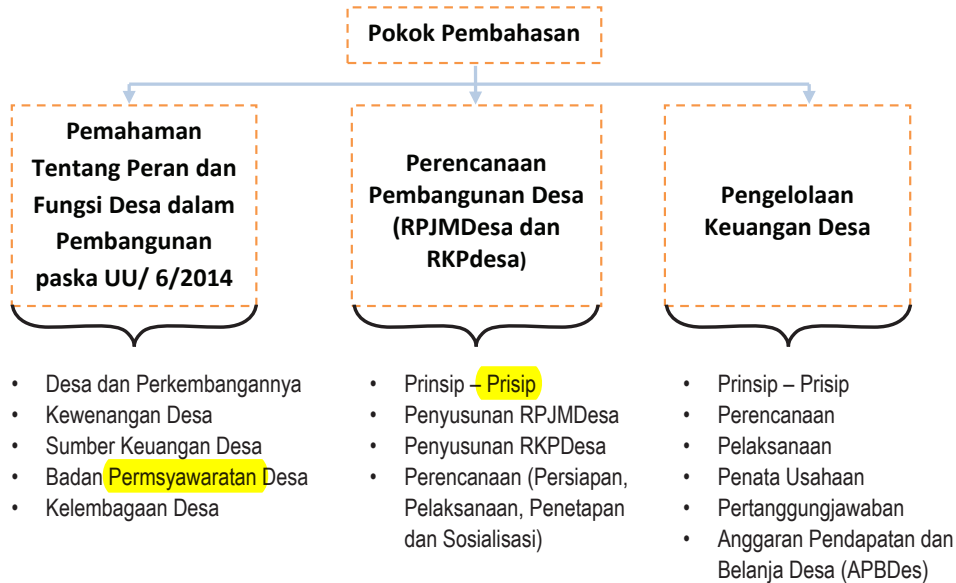 Pokok Pembahasan
Pemahaman
Tentang Peran dan
Fungsi Desa dalam
Pembangunan
paska UU/ 6/2014
Perencanaan
Pembangunan Desa
(RPJMDesa dan
RKPdesa)
Pengelolaan
Keuangan Desa
• Desa dan Perkembangannya
• Kewenangan Desa
• Sumber Keuangan Desa
• Badan Permsyawaratan Desa
• Kelembagaan Desa
• Prinsip – Prisip
• Penyusunan RPJMDesa
• Penyusunan RKPDesa
• Perencanaan (Persiapan,
Pelaksanaan, Penetapan
dan Sosialisasi)
• Prinsip – Prisip
• Perencanaan
• Pelaksanaan
• Penata Usahaan
• Pertanggungjawaban
• Anggaran Pendapatan dan
Belanja Desa (APBDes)